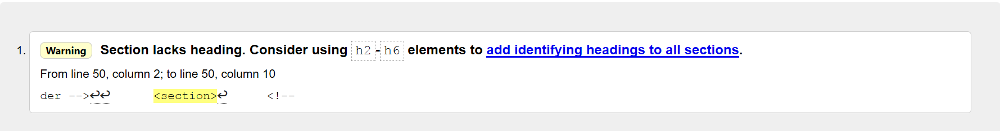 1. Warning Section lacks heading. Consider using h2-h6 elements to add identifying headings to all sections.
From line 50, column 2; to line 50, column 10
der -->↩↩ <section>↩ <!--